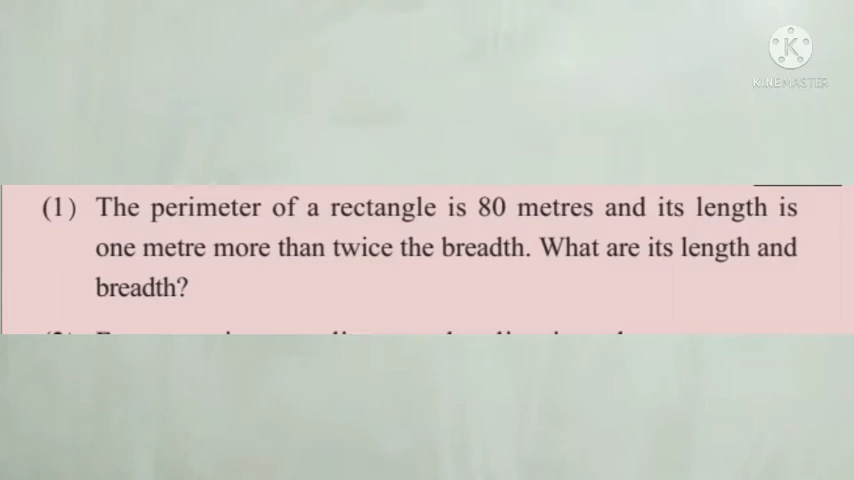 K
KINEMASTER
(1) The perimeter of a rectangle is 80 metres and its length is
one metre more than twice the breadth. What are its length and
breadth?